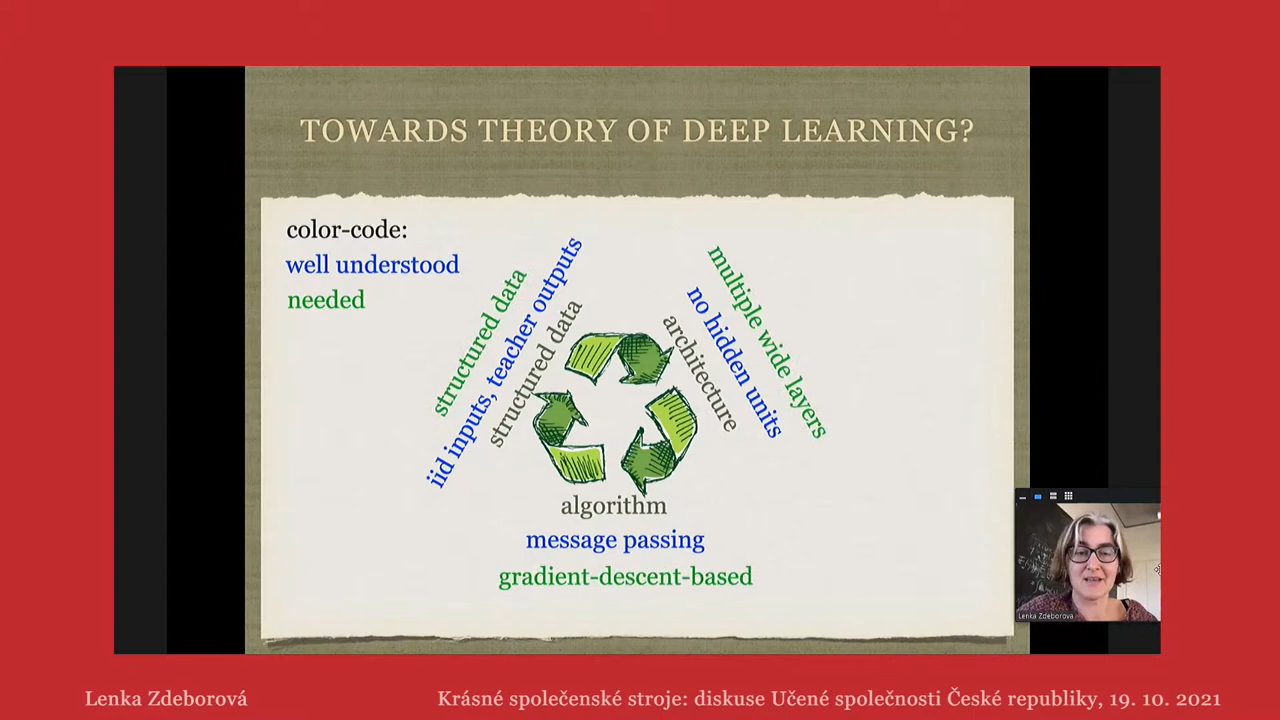 TOWARDS THEORY OF DEEP LEARNING?
color-code:
well understood
needed
structured data
iid inputs, teacher outputs
structured data
architecture
no hidden units
multiple wide layers
algorithm
message passing
gradient-descent-based
Lenka Zdeborová
Lenka Zdeborová
Krásné společenské stroje: diskuse Učené společnosti České republiky, 19. 10. 2021